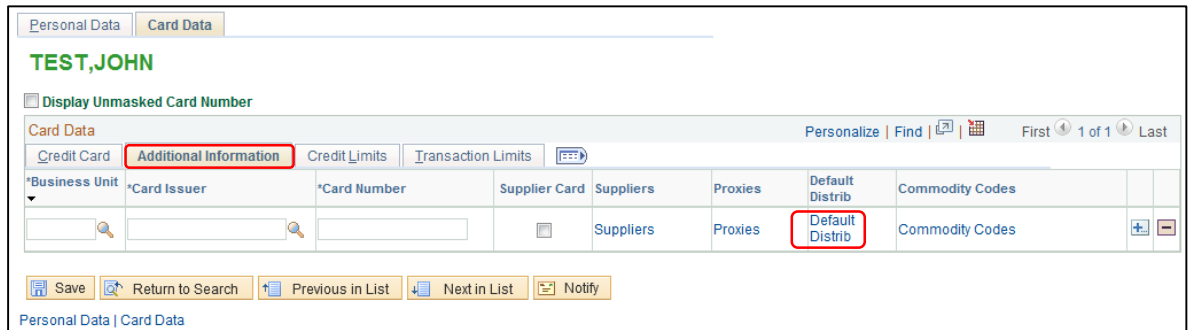 Personal Data Card Data
TEST,JOHN
Display Unmasked Card Number
Card Data Personalize | Find | | First 1 of 1 Last
Credit Card Additional Information Credit Limits Transaction Limits
*Business Unit *Card Issuer *Card Number Supplier Card Suppliers Proxies Default Distrib Commodity Codes
Suppliers Proxies Default Distrib Commodity Codes
Save Return to Search Previous in List Next in List Notify
Personal Data | Card Data